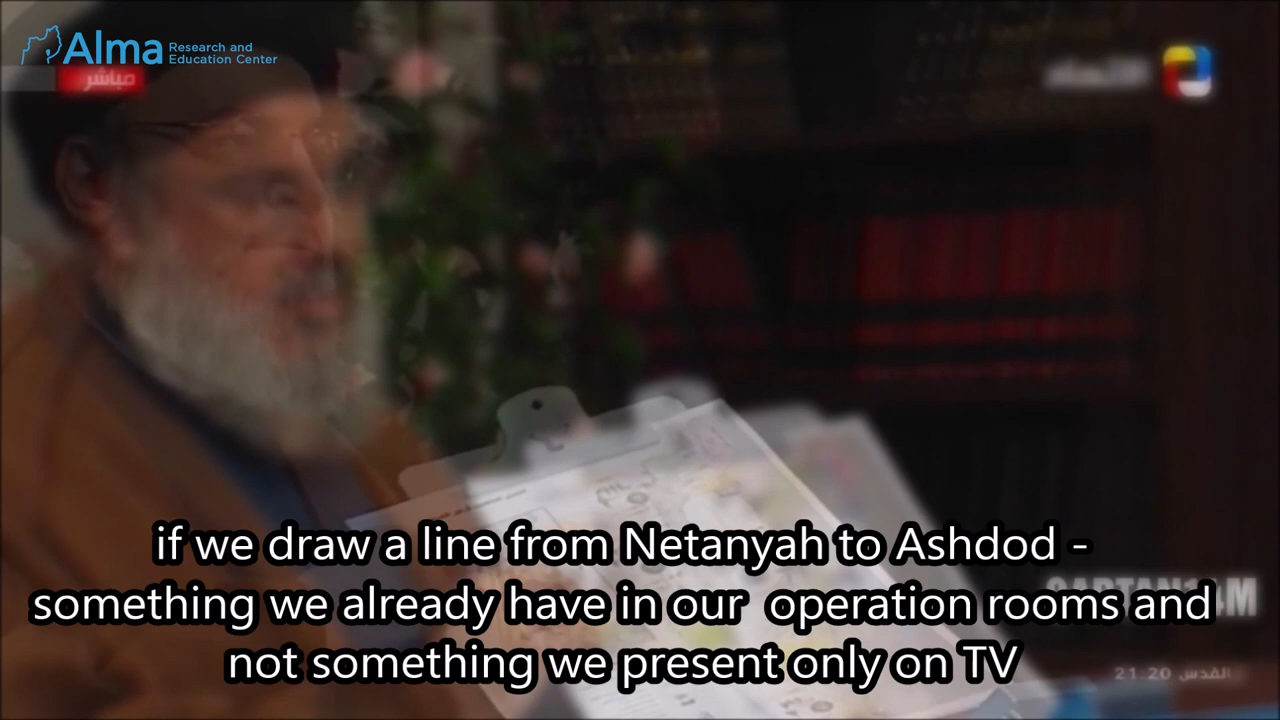 Alma
Research and
Education Center
مباشر
if we draw a line from Netanyah to Ashdod -
something we already have in our operation rooms and
not something we present only on TV
القدس 21:20